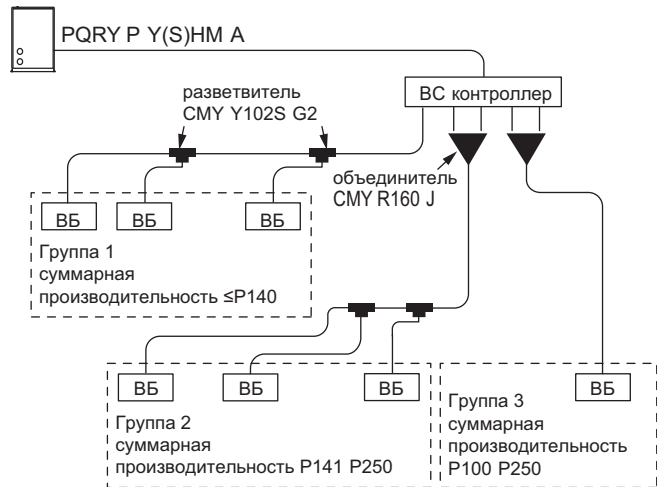 PQRY P Y(S)HM A
BC контроллер
разветвитель
CMY Y102S G2
объединитель
CMY R160 J
ВБ
ВБ
ВБ
Группа 1
суммарная
производительность ≤P140
ВБ
ВБ
ВБ
Группа 2
суммарная
производительность P141 P250
ВБ
Группа 3
суммарная
производительность
P100 P250